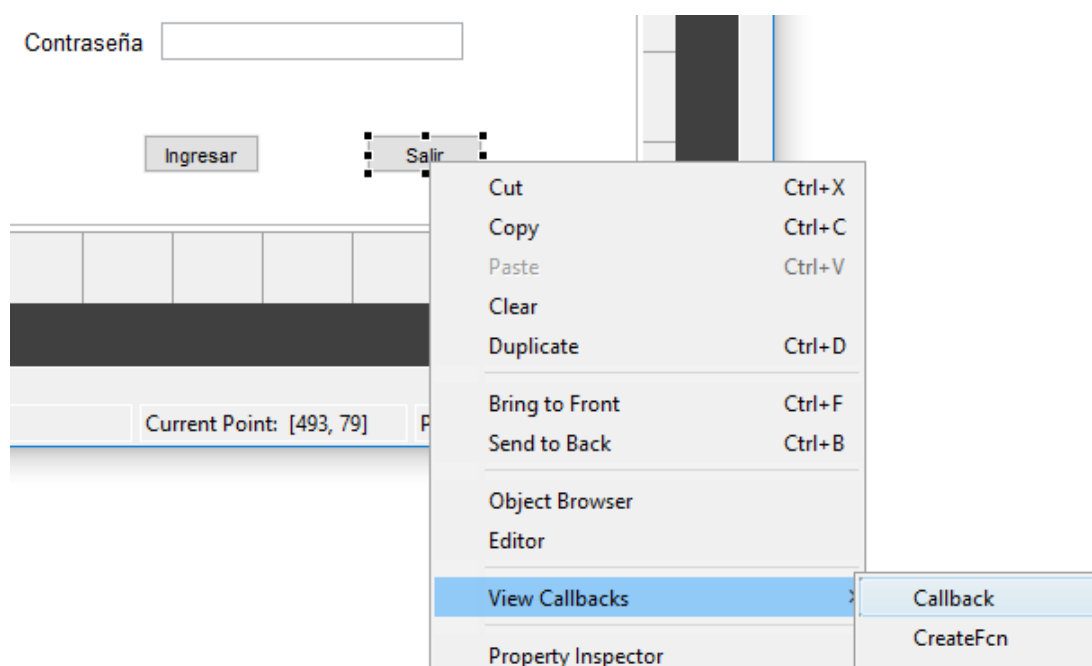 Contraseña
Ingresar
Salir
Cut Ctrl+X
Copy Ctrl+C
Paste Ctrl+V
Clear
Duplicate Ctrl+D
Bring to Front Ctrl+F
Current Point: [493, 79]
Send to Back Ctrl+B
Object Browser
Editor
View Callbacks
Callback
CreateFcn
Property Inspector